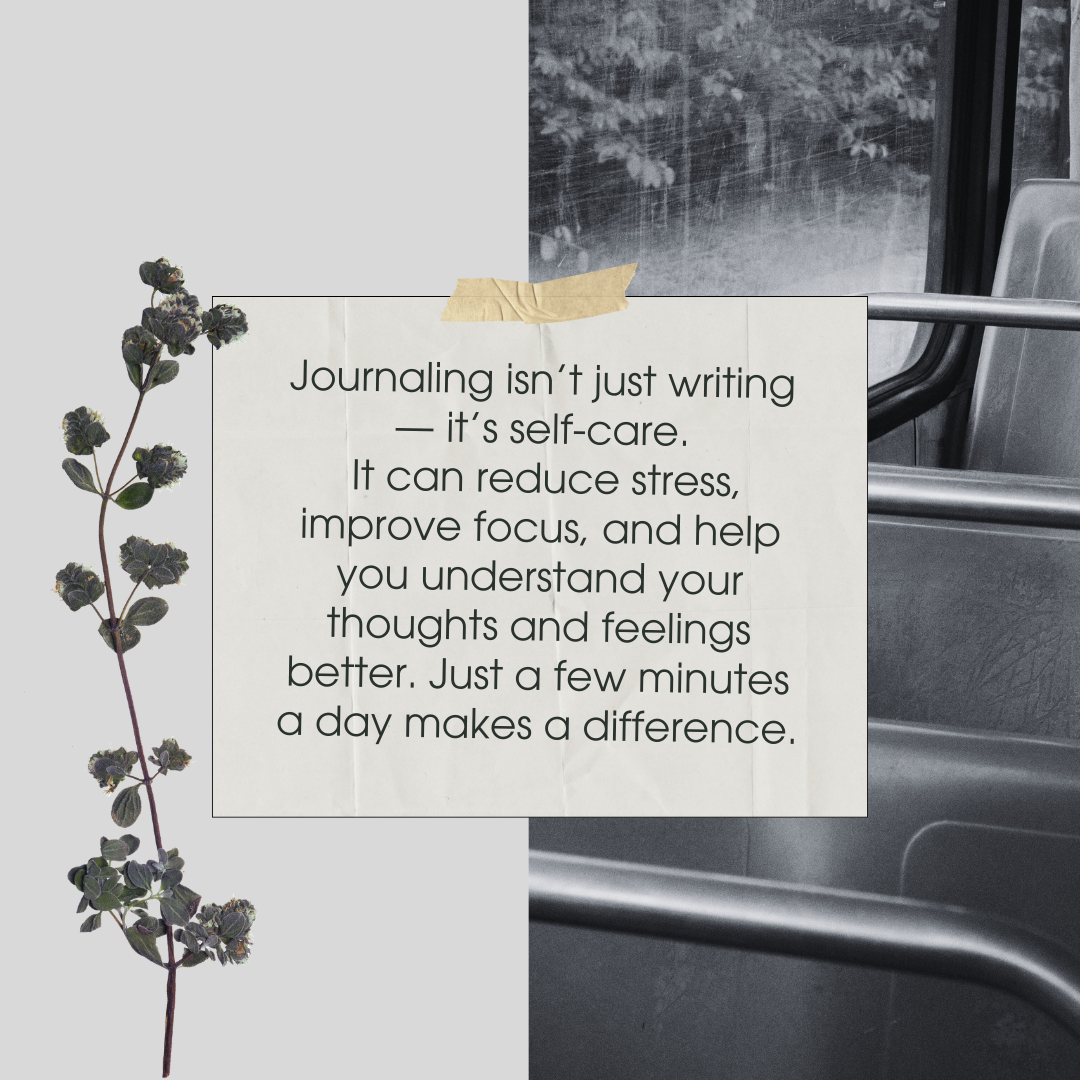 Journaling isn’t just writing
— it’s self-care.
It can reduce stress,
improve focus, and help
you understand your
thoughts and feelings
better. Just a few minutes
a day makes a difference.